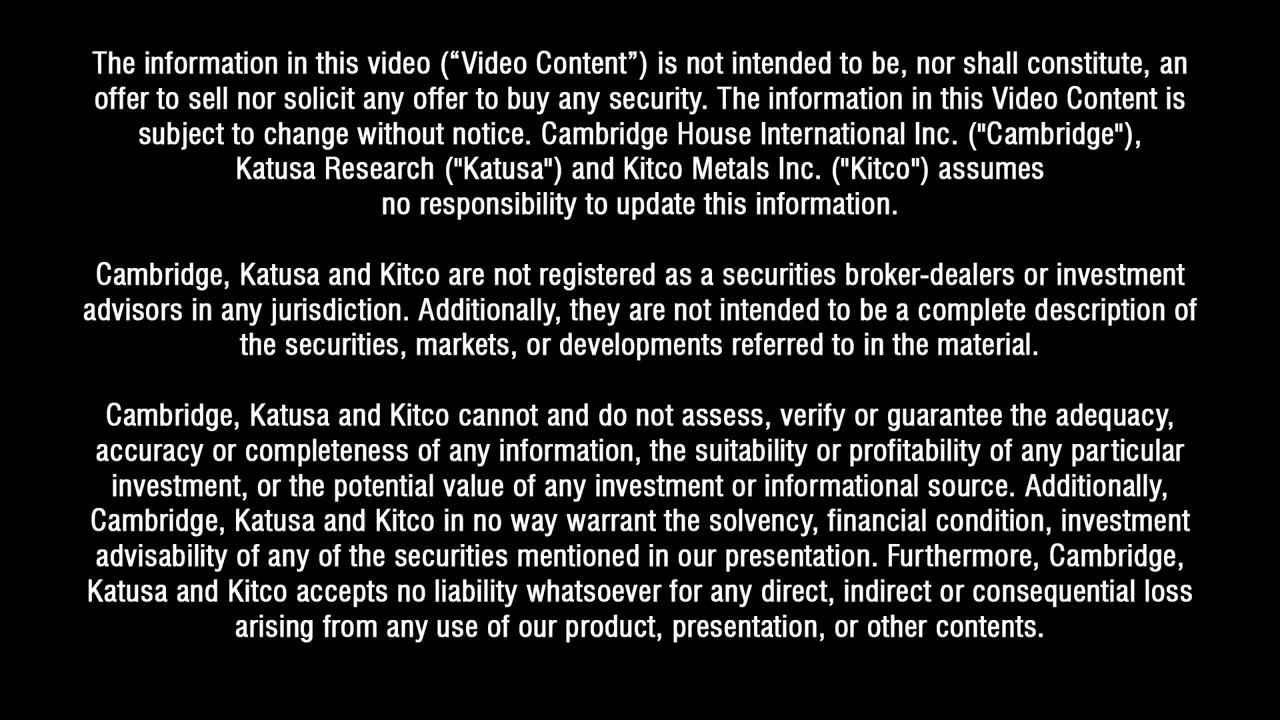 The information in this video (“Video Content”) is not intended to be, nor shall constitute, an
offer to sell nor solicit any offer to buy any security. The information in this Video Content is
subject to change without notice. Cambridge House International Inc. ("Cambridge"),
Katusa Research ("Katusa") and Kitco Metals Inc. ("Kitco") assumes
no responsibility to update this information.
Cambridge, Katusa and Kitco are not registered as a securities broker-dealers or investment
advisors in any jurisdiction. Additionally, they are not intended to be a complete description of
the securities, markets, or developments referred to in the material.
Cambridge, Katusa and Kitco cannot and do not assess, verify or guarantee the adequacy,
accuracy or completeness of any information, the suitability or profitability of any particular
investment, or the potential value of any investment or informational source. Additionally,
Cambridge, Katusa and Kitco in no way warrant the solvency, financial condition, investment
advisability of any of the securities mentioned in our presentation. Furthermore, Cambridge,
Katusa and Kitco accepts no liability whatsoever for any direct, indirect or consequential loss
arising from any use of our product, presentation, or other contents.